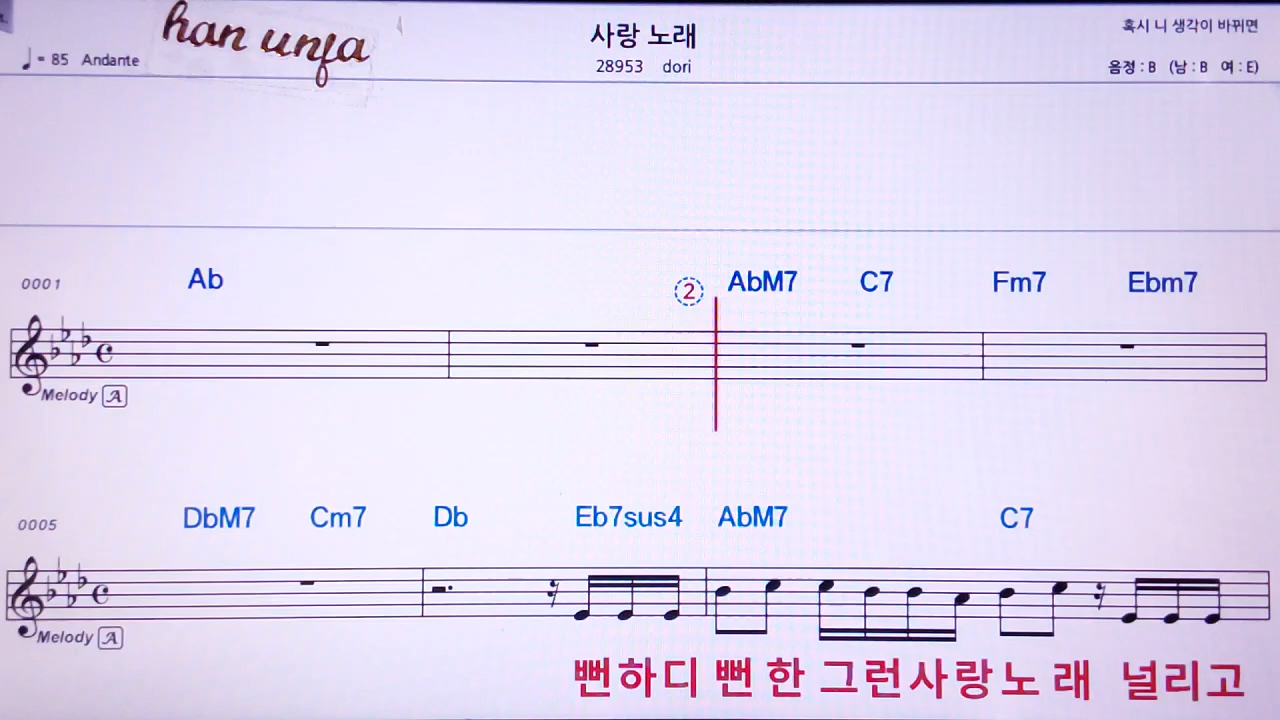 han unja
사랑 노래
혹시 니 생각이 바뀌면
♩ = 85 Andante
28953 dori
음정 : B (남 : B 여 : E)
0001 Ab ② AbM7 C7 Fm7 Ebm7
Melody A
0005 DbM7 Cm7 Db Eb7sus4 AbM7 C7
Melody A
뻔하디 뻔한 그런사랑노래 널리고